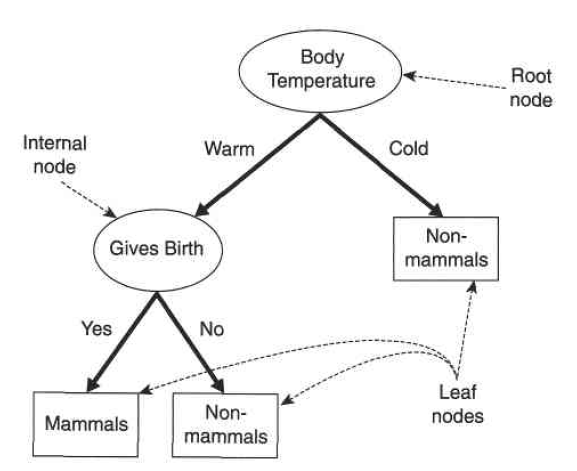 Body
Temperature
Root
node
Internal
node
Warm
Cold
Gives Birth
Non-
mammals
Yes
No
Mammals
Non-
mammals
Leaf
nodes